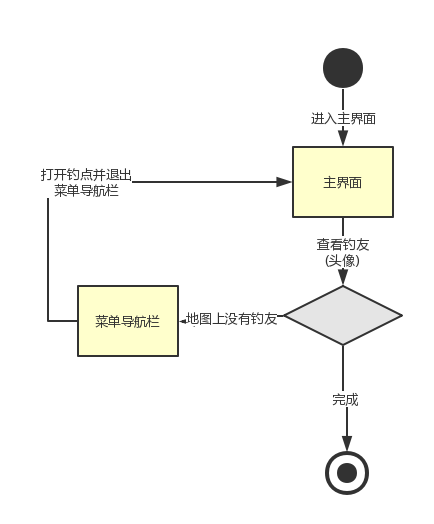 进入主界面
打开钓点并退出
菜单导航栏
主界面
查看钓友
(头像)
菜单导航栏
地图上没有钓友
完成